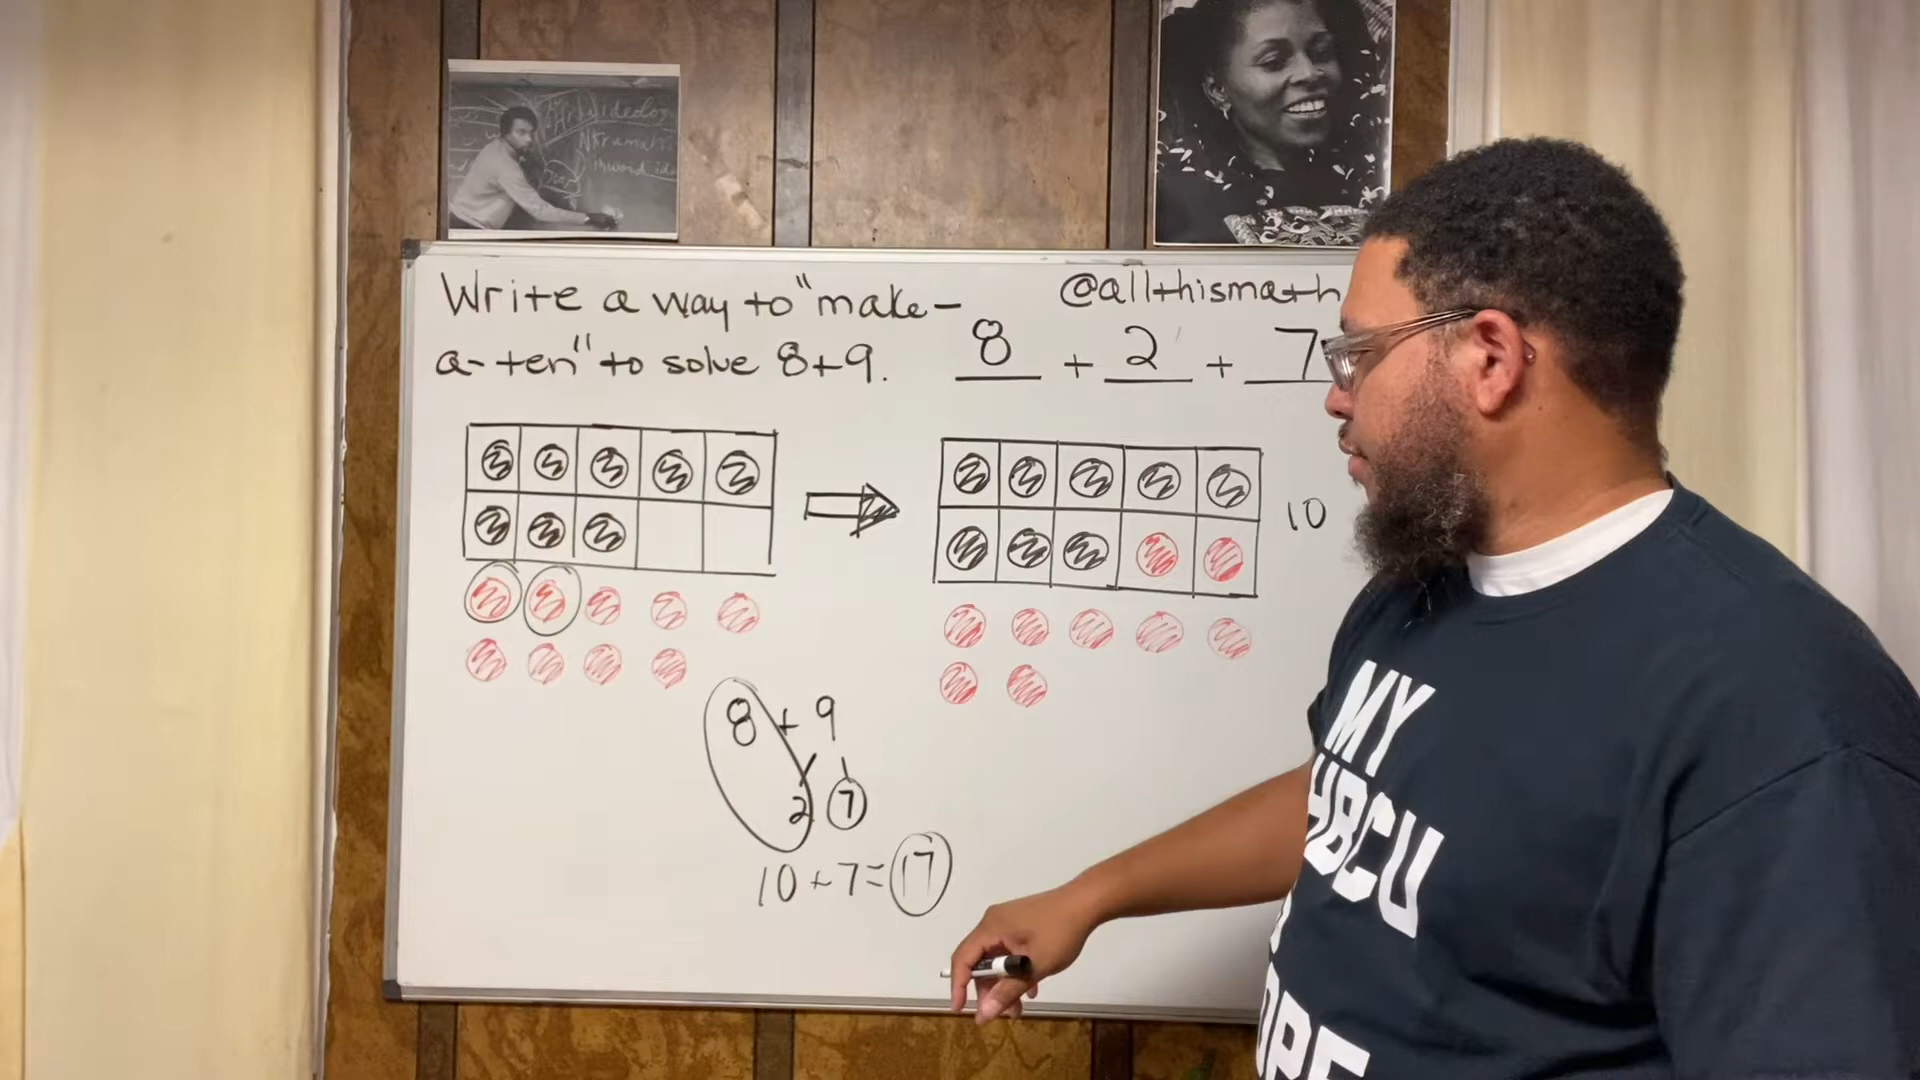 ideolog
Write a way to "make-
a-ten" to solve 8+9.
@allthismath
8 + 2 + 7
10
8 + 9
2 7
10 + 7 = 17
MY
HBCU